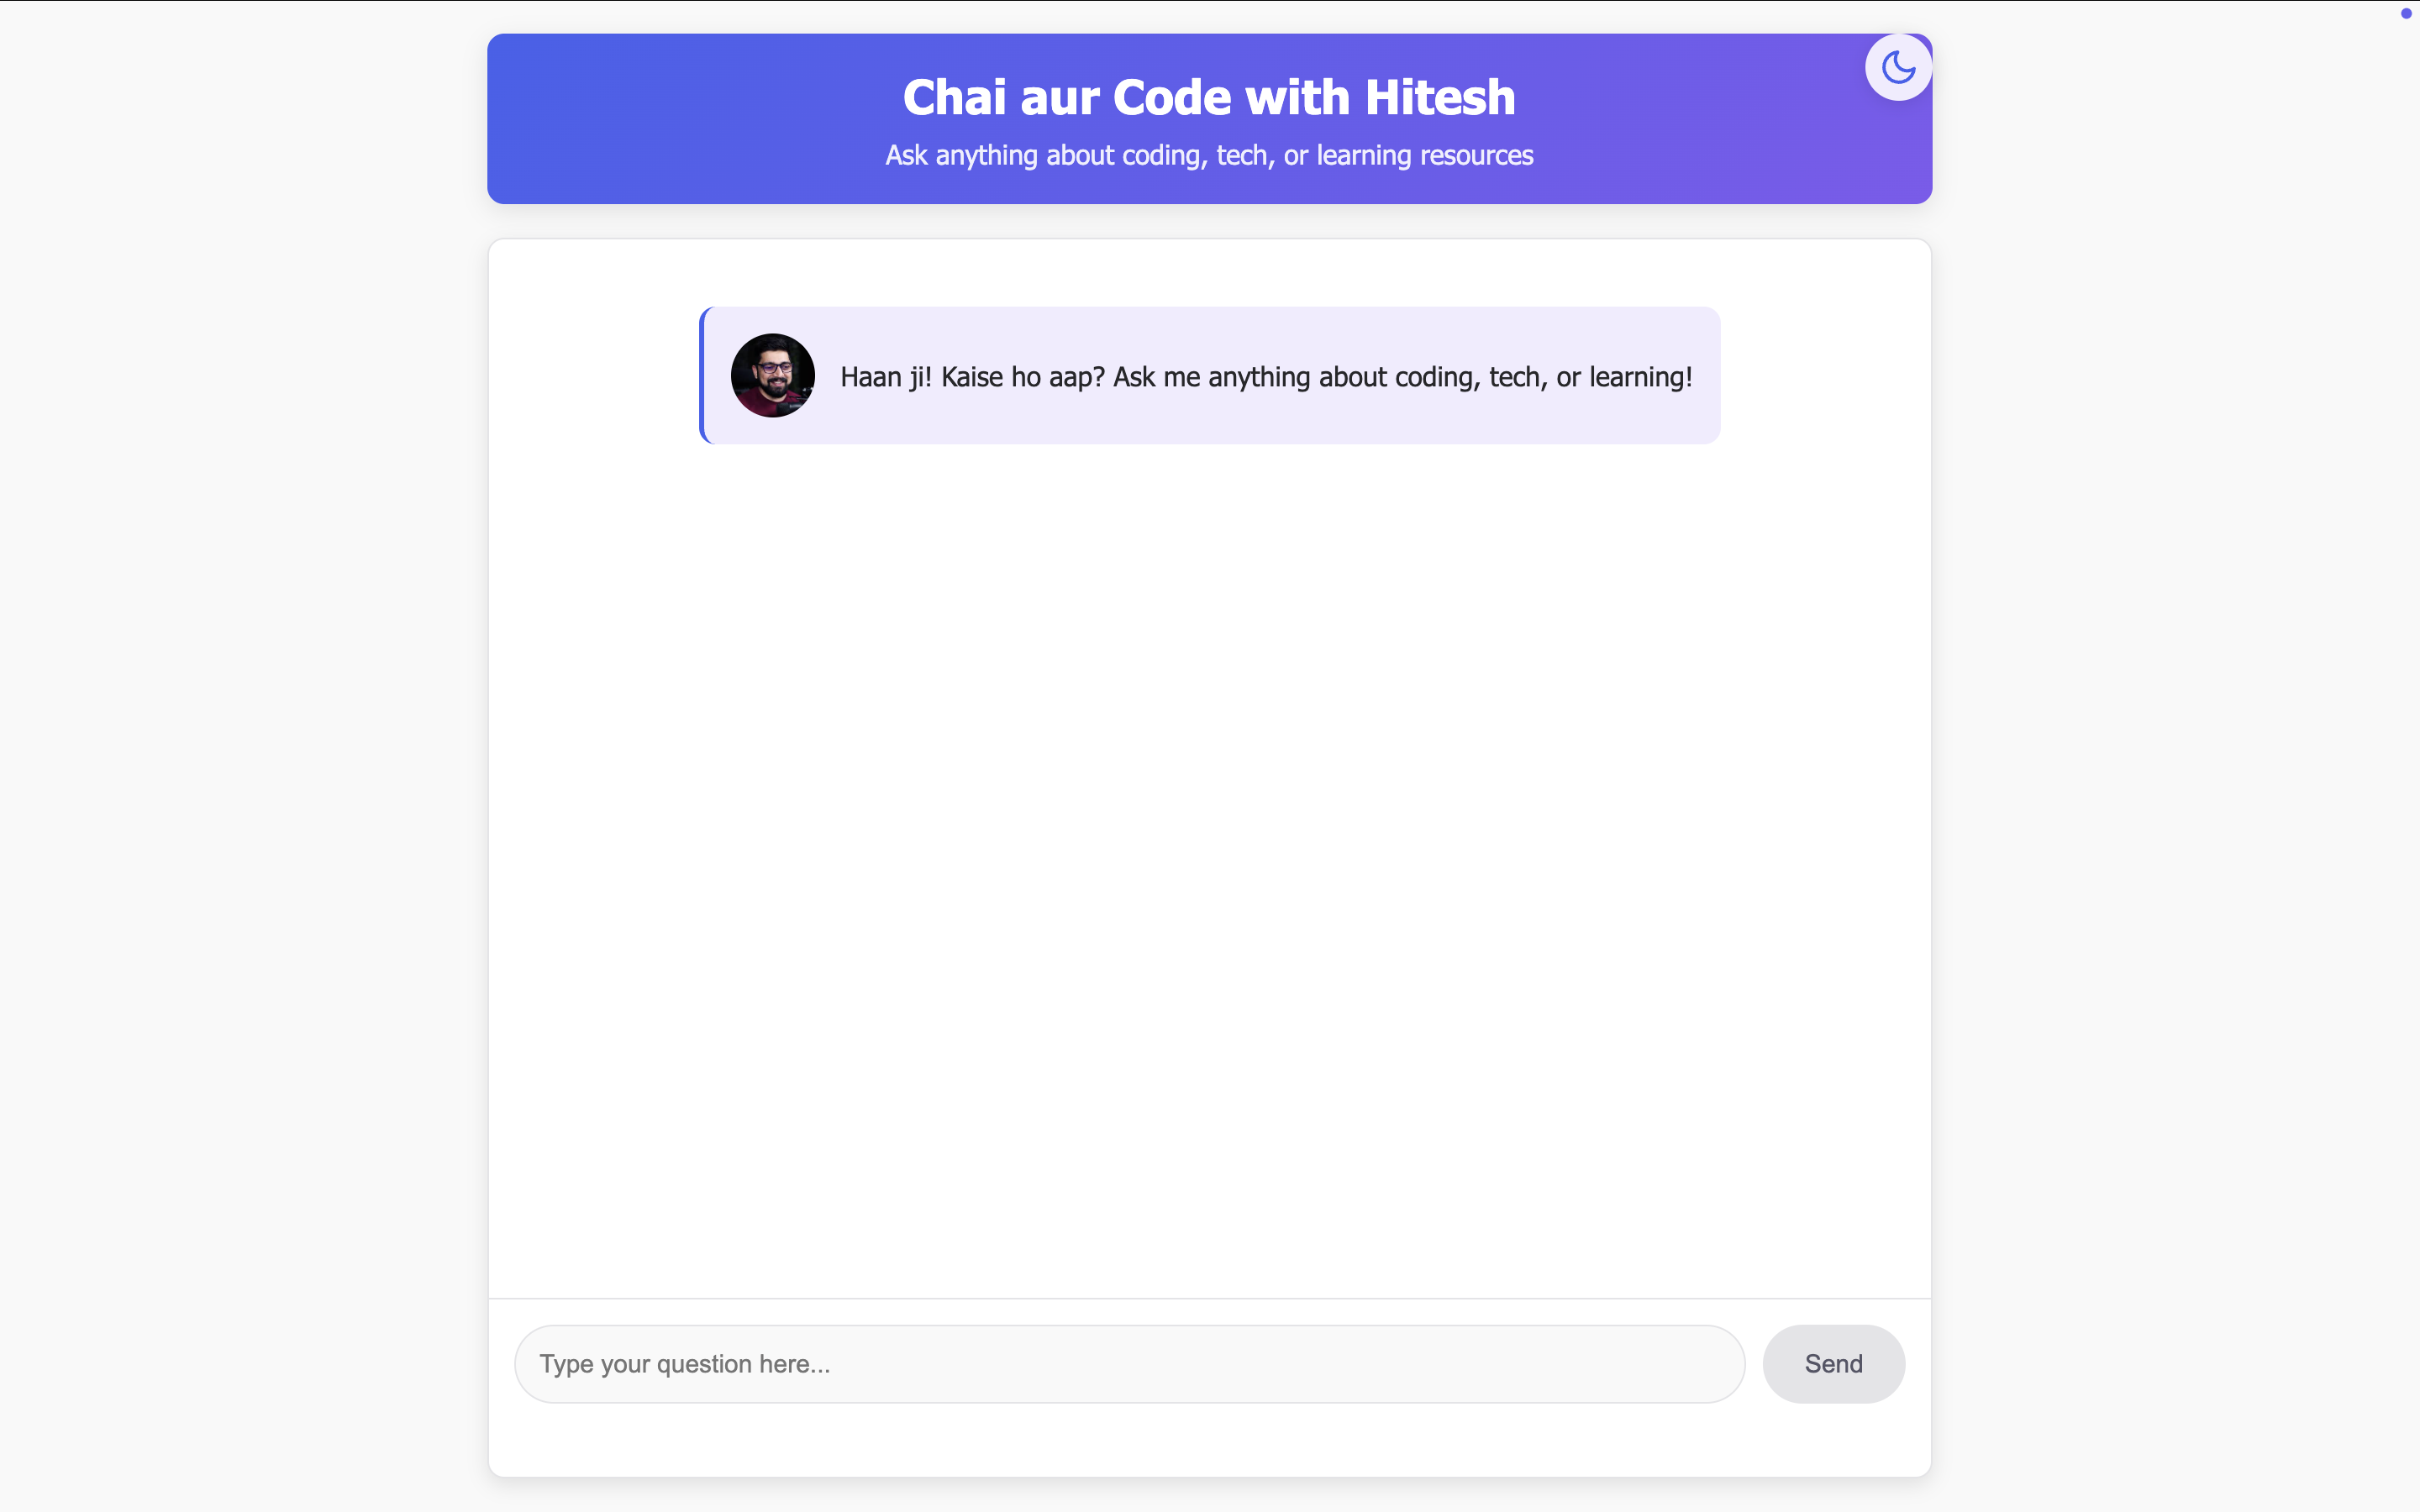 Chai aur Code with Hitesh
Ask anything about coding, tech, or learning resources
Haan ji! Kaise ho aap? Ask me anything about coding, tech, or learning!
Type your question here...
Send